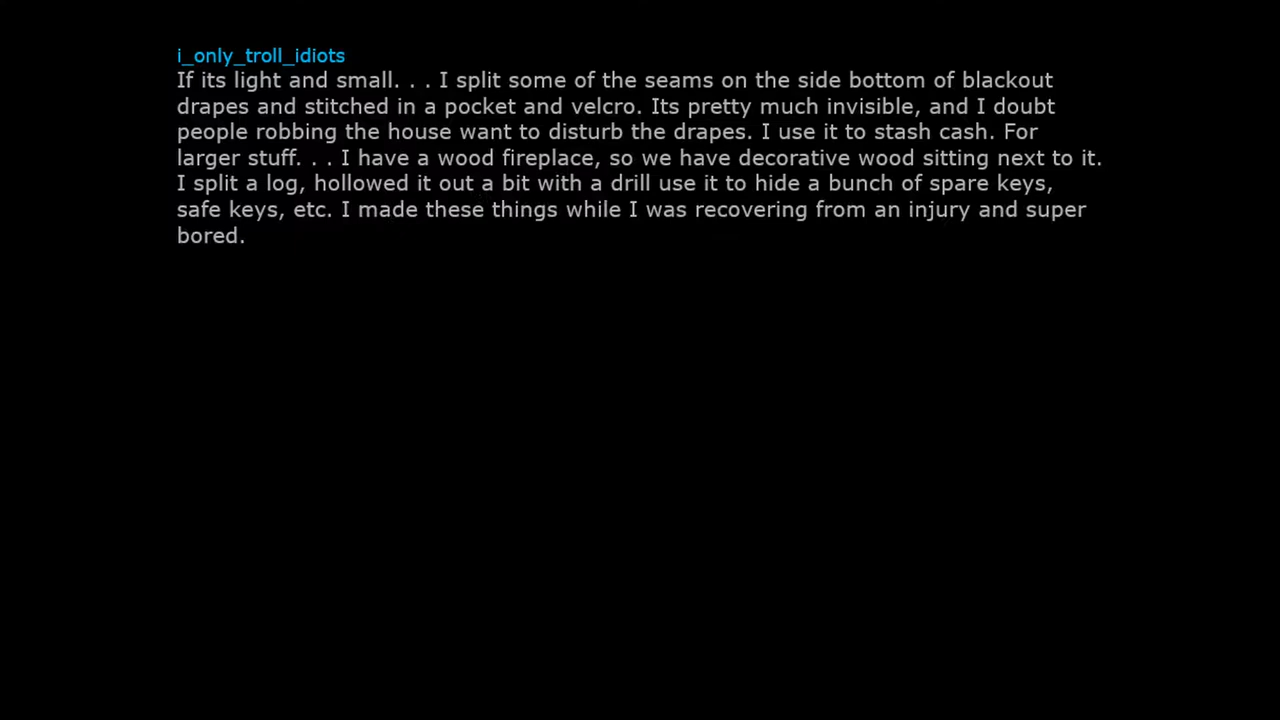 i_only_troll_idiots
If its light and small. . . I split some of the seams on the side bottom of blackout
drapes and stitched in a pocket and velcro. Its pretty much invisible, and I doubt
people robbing the house want to disturb the drapes. I use it to stash cash. For
larger stuff. . . I have a wood fireplace, so we have decorative wood sitting next to it.
I split a log, hollowed it out a bit with a drill use it to hide a bunch of spare keys,
safe keys, etc. I made these things while I was recovering from an injury and super
bored.